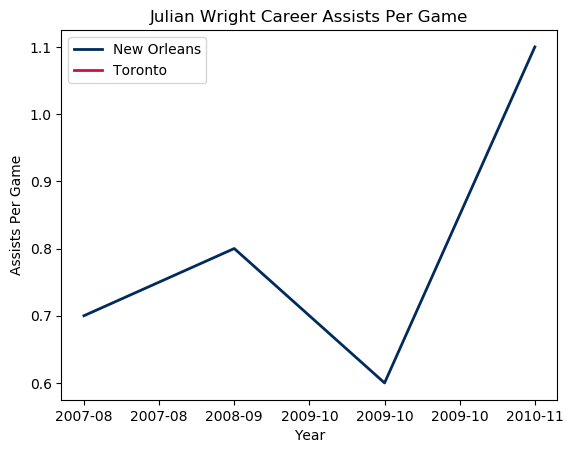 Julian Wright Career Assists Per Game
New Orleans
Toronto
1.1
1.0
0.9
0.8
0.7
0.6
Assists Per Game
2007-08 2007-08 2008-09 2009-10 2009-10 2009-10 2010-11
Year